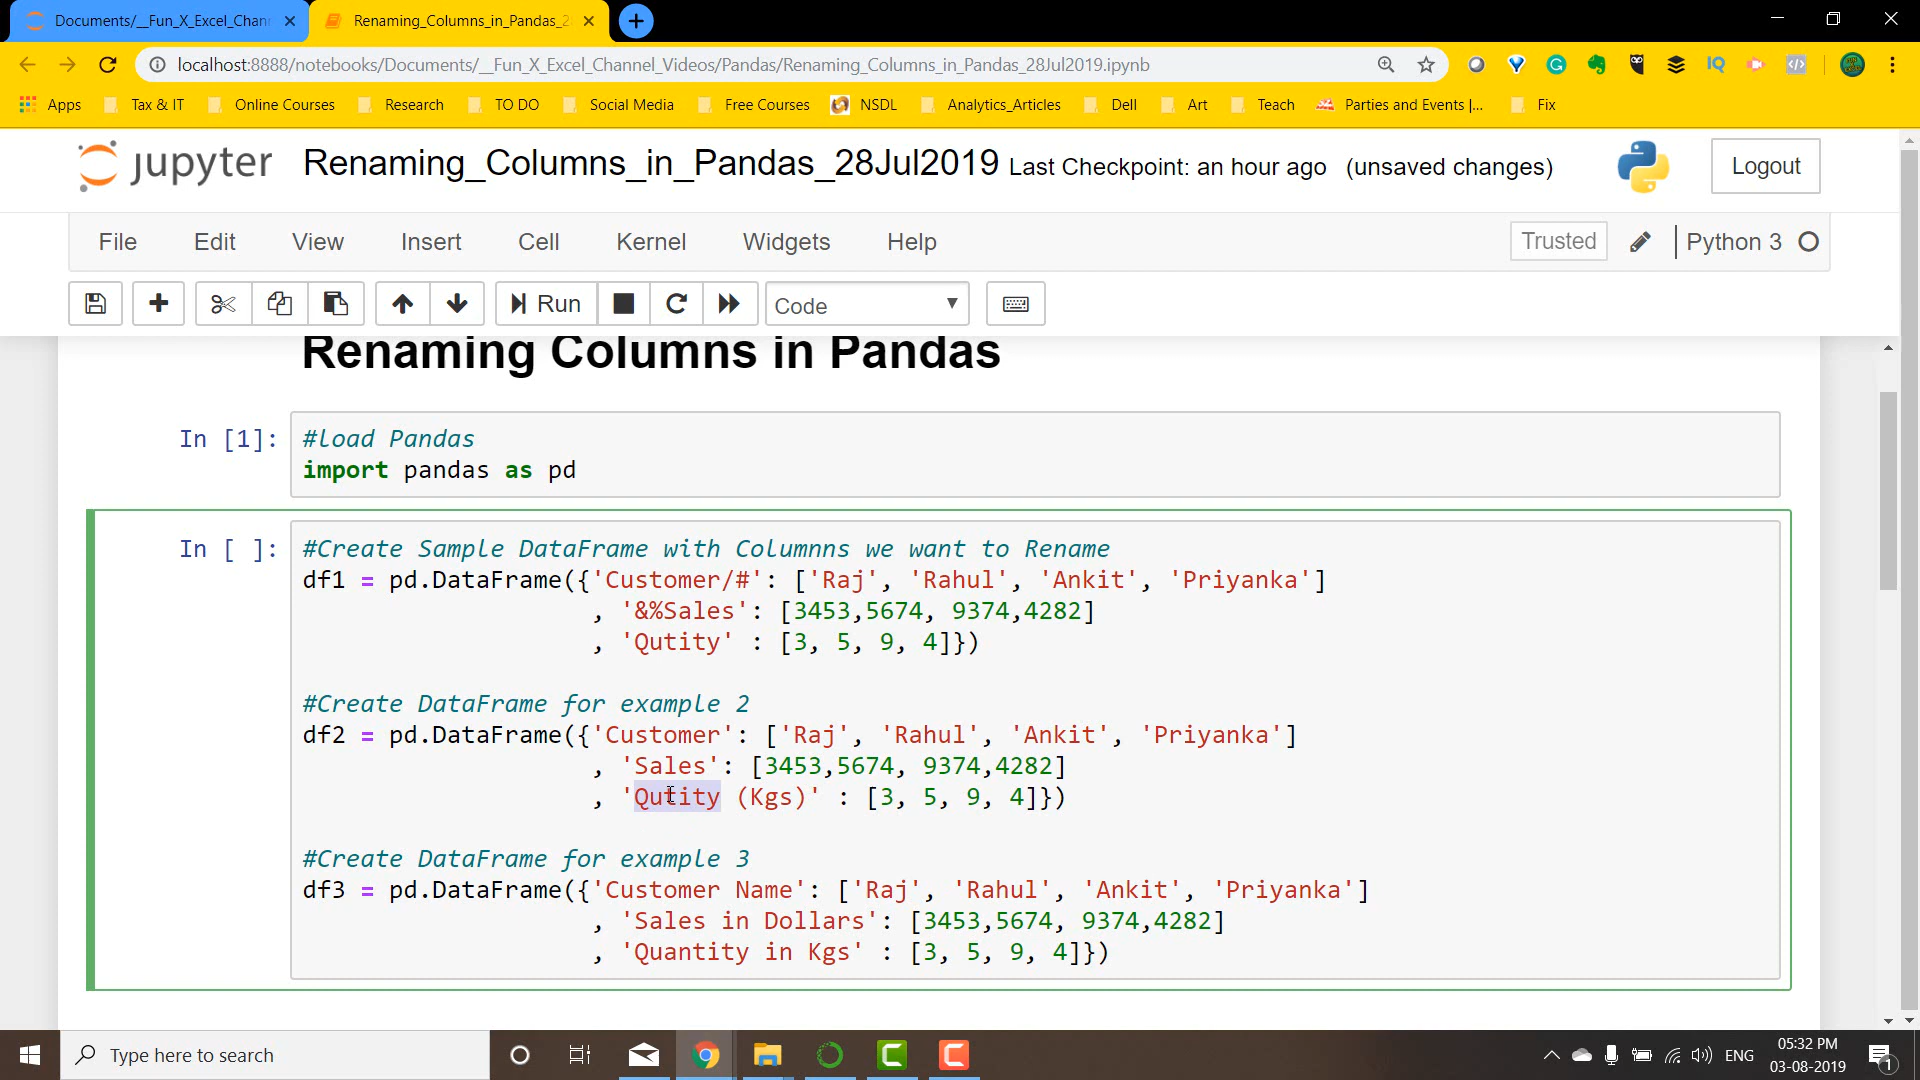 Documents/__Fun_X_Excel_Chann
Renaming_Columns_in_Pandas_2
localhost:8888/notebooks/Documents/__Fun_X_Excel_Channel_Videos/Pandas/Renaming_Columns_in_Pandas_28Jul2019.ipynb
Apps Tax & IT Online Courses Research TO DO Social Media Free Courses NSDL Analytics_Articles Dell Art Teach Parties and Events |... Fix
jupyter Renaming_Columns_in_Pandas_28Jul2019 Last Checkpoint: an hour ago (unsaved changes) Logout
File Edit View Insert Cell Kernel Widgets Help Trusted Python 3
Run Code
Renaming Columns in Pandas
In [1]: #load Pandas
import pandas as pd
In [ ]: #Create Sample DataFrame with Columnns we want to Rename
df1 = pd.DataFrame({'Customer/#': ['Raj', 'Rahul', 'Ankit', 'Priyanka']
, '&%Sales': [3453,5674, 9374,4282]
, 'Qutity' : [3, 5, 9, 4]})
#Create DataFrame for example 2
df2 = pd.DataFrame({'Customer': ['Raj', 'Rahul', 'Ankit', 'Priyanka']
, 'Sales': [3453,5674, 9374,4282]
, 'Qutity (Kgs)' : [3, 5, 9, 4]})
#Create DataFrame for example 3
df3 = pd.DataFrame({'Customer Name': ['Raj', 'Rahul', 'Ankit', 'Priyanka']
, 'Sales in Dollars': [3453,5674, 9374,4282]
, 'Quantity in Kgs' : [3, 5, 9, 4]})
Type here to search
ENG
05:32 PM
03-08-2019
1